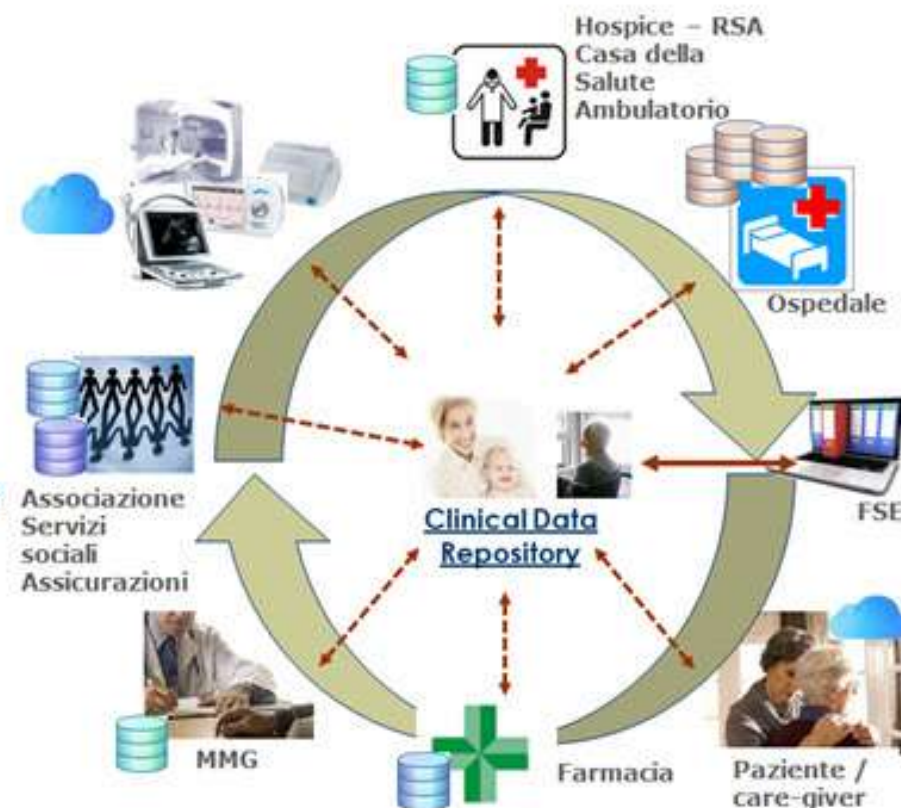 Hospice – RSA
Casa della
Salute
Ambulatorio
Ospedale
FSE
Clinical Data
Repository
Associazione
Servizi
sociali
Assicurazioni
MMG
Farmacia
Paziente /
care-giver